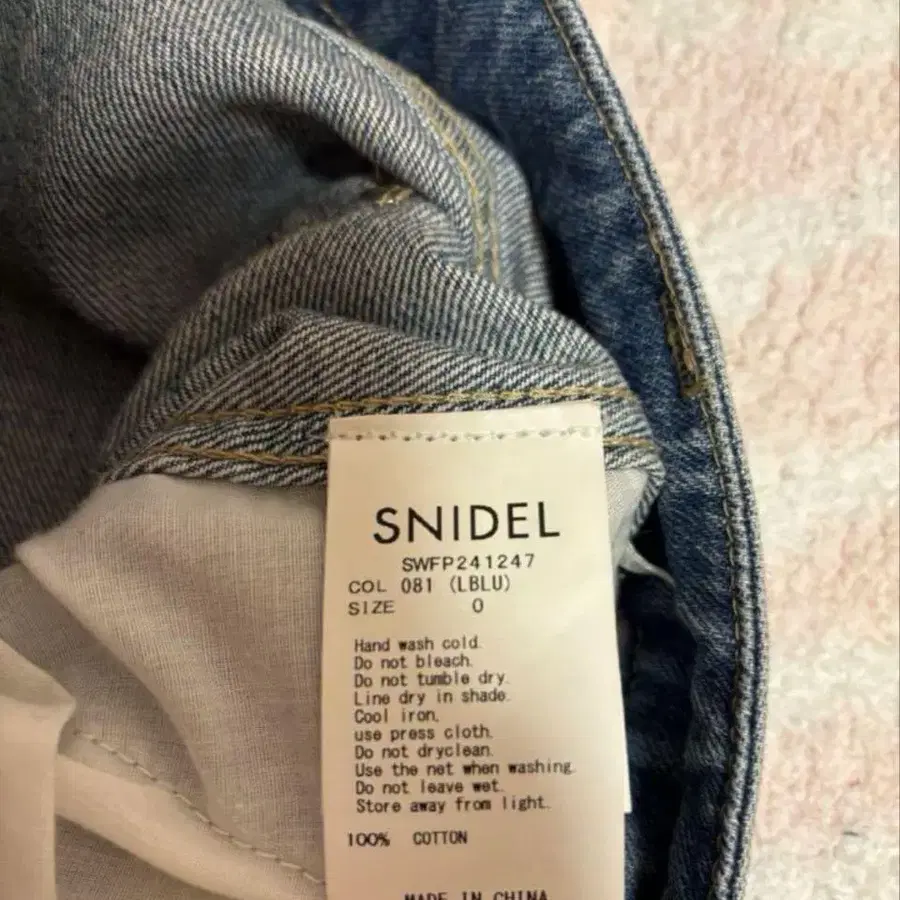 SNIDEL
SWFP241247
COL 081 (LBLU)
SIZE 0
Hand wash cold.
Do not bleach.
Do not tumble dry.
Line dry in shade.
Cool iron,
use press cloth.
Do not dryclean.
Use the net when washing.
Do not leave wet.
Store away from light.
100% COTTON
MADE IN CHINA